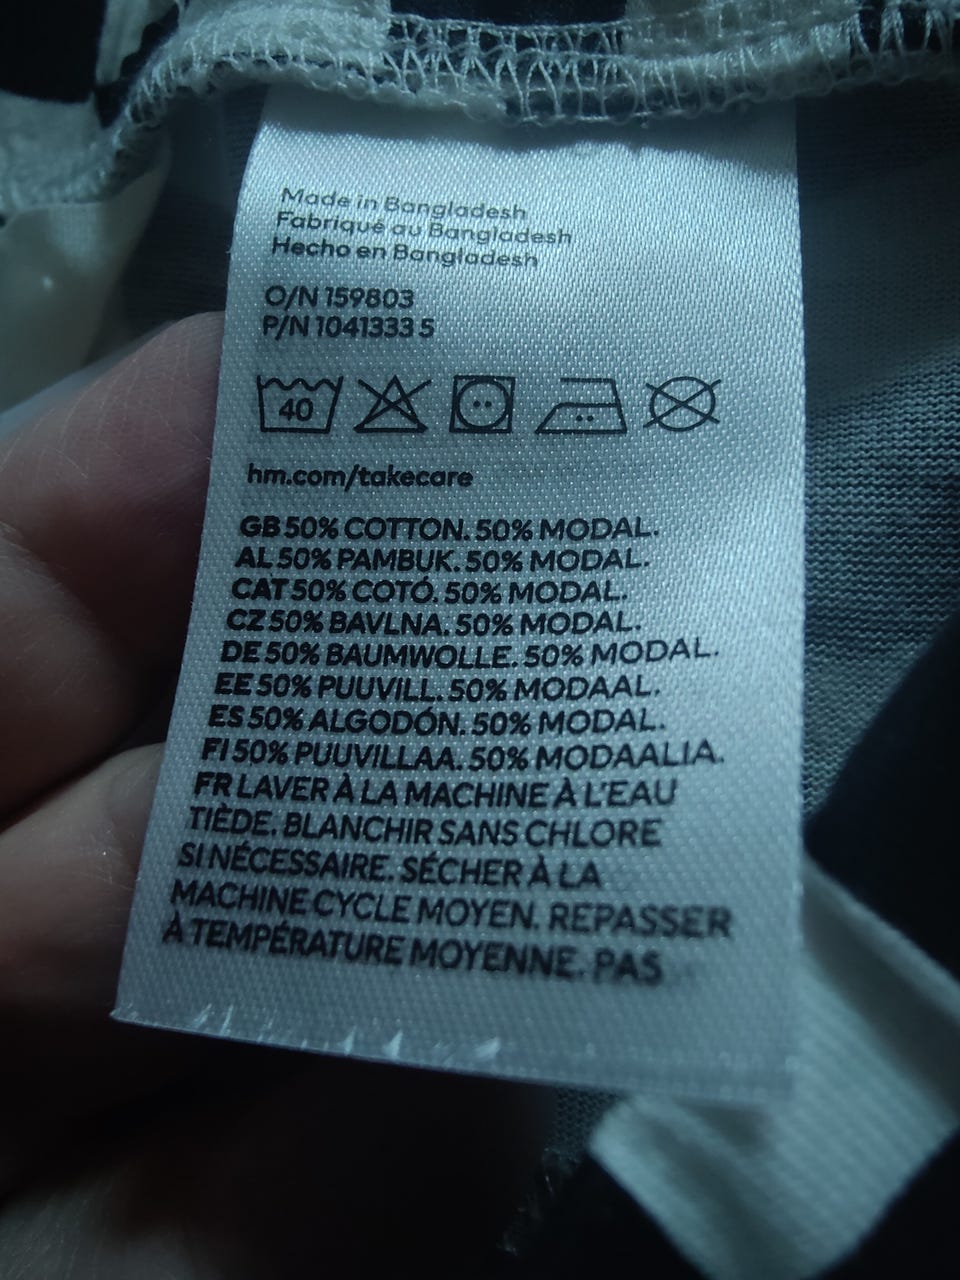 Made in Bangladesh
Fabriqué au Bangladesh
Hecho en Bangladesh
O/N 159803
P/N 1041333 5
40
hm.com/takecare
GB 50% COTTON. 50% MODAL.
AL 50% PAMBUK. 50% MODAL.
CAT 50% COTÓ. 50% MODAL.
CZ 50% BAVLNA. 50% MODAL.
DE 50% BAUMWOLLE. 50% MODAL.
EE 50% PUUVILL. 50% MODAAL.
ES 50% ALGODÓN. 50% MODAL.
FI 50% PUUVILLAA. 50% MODAALIA.
FR LAVER À LA MACHINE À L'EAU
TIÈDE. BLANCHIR SANS CHLORE
SI NÉCESSAIRE. SÉCHER À LA
MACHINE CYCLE MOYEN. REPASSER
À TEMPÉRATURE MOYENNE. PAS